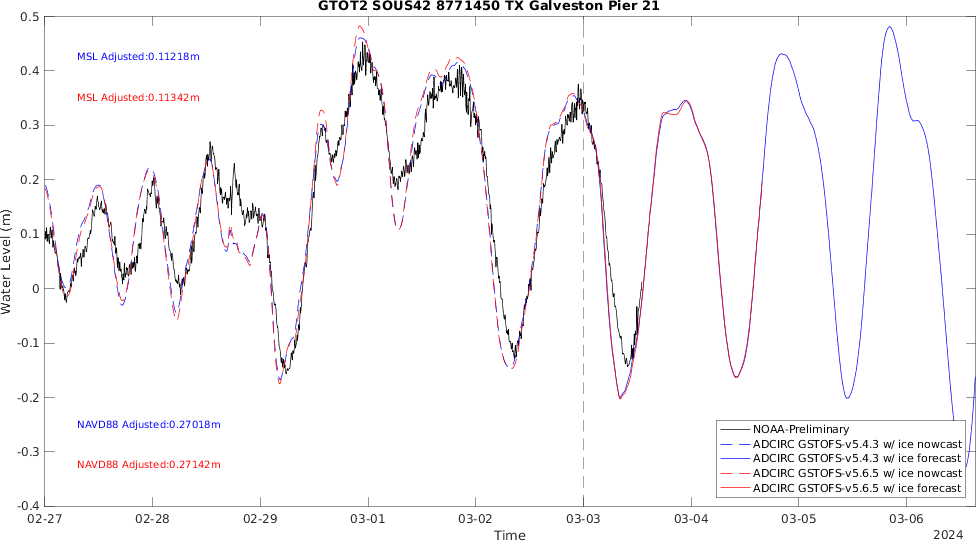 GTOT2 SOUS42 8771450 TX Galveston Pier 21
0.5
0.4
0.3
0.2
0.1
0
-0.1
-0.2
-0.3
-0.4
Water Level (m)
MSL Adjusted:0.11218m
MSL Adjusted:0.11342m
NAVD88 Adjusted:0.27018m
NAVD88 Adjusted:0.27142m
NOAA-Preliminary
ADCIRC GSTOFS-v5.4.3 w/ ice nowcast
ADCIRC GSTOFS-v5.4.3 w/ ice forecast
ADCIRC GSTOFS-v5.6.5 w/ ice nowcast
ADCIRC GSTOFS-v5.6.5 w/ ice forecast
02-27 02-28 02-29 03-01 03-02 03-03 03-04 03-05 03-06
Time
2024